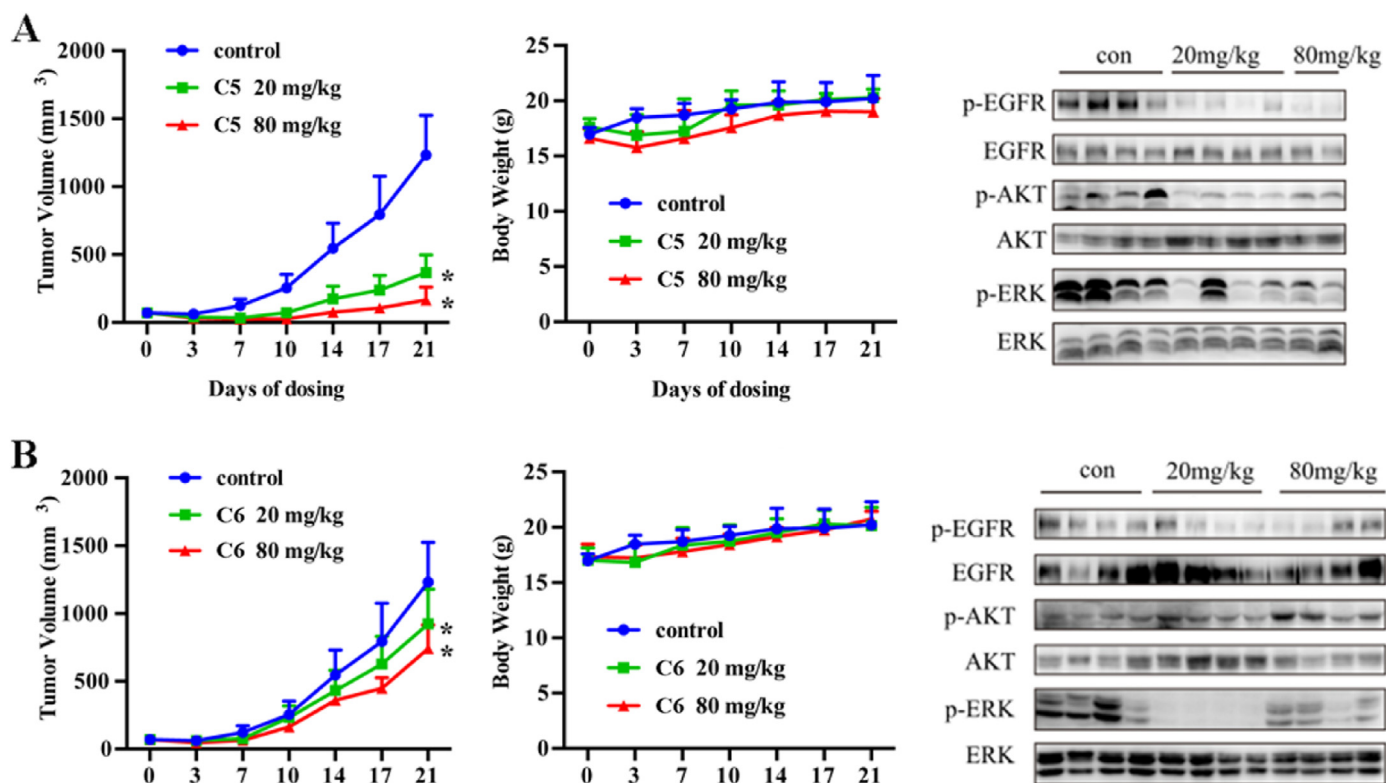 A
Tumor Volume (mm 3)
2000
1500
1000
500
0
control
C5 20 mg/kg
C5 80 mg/kg
*
*
0 3 7 10 14 17 21
Days of dosing
Body Weight (g)
25
20
15
10
5
0
control
C5 20 mg/kg
C5 80 mg/kg
0 3 7 10 14 17 21
Days of dosing
con 20mg/kg 80mg/kg
p-EGFR
EGFR
p-AKT
AKT
p-ERK
ERK
B
Tumor Volume (mm 3)
2000
1500
1000
500
0
control
C6 20 mg/kg
C6 80 mg/kg
*
*
0 3 7 10 14 17 21
Body Weight (g)
25
20
15
10
5
0
control
C6 20 mg/kg
C6 80 mg/kg
0 3 7 10 14 17 21
con 20mg/kg 80mg/kg
p-EGFR
EGFR
p-AKT
AKT
p-ERK
ERK